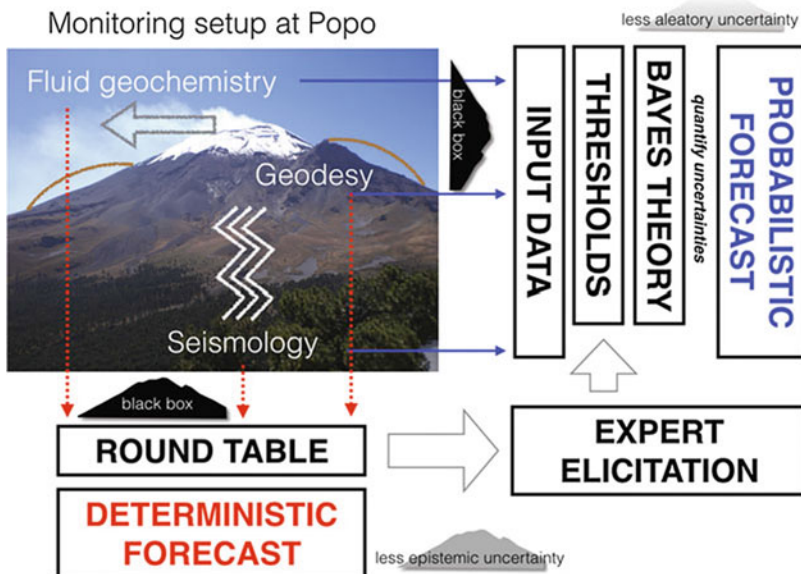 Monitoring setup at Popo
less aleatory uncertainty
Fluid geochemistry
Geodesy
Seismology
black box
INPUT DATA
THRESHOLDS
BAYES THEORY
quantify uncertainties
PROBABILISTIC
FORECAST
black box
ROUND TABLE
DETERMINISTIC
FORECAST
EXPERT
ELICITATION
less epistemic uncertainty